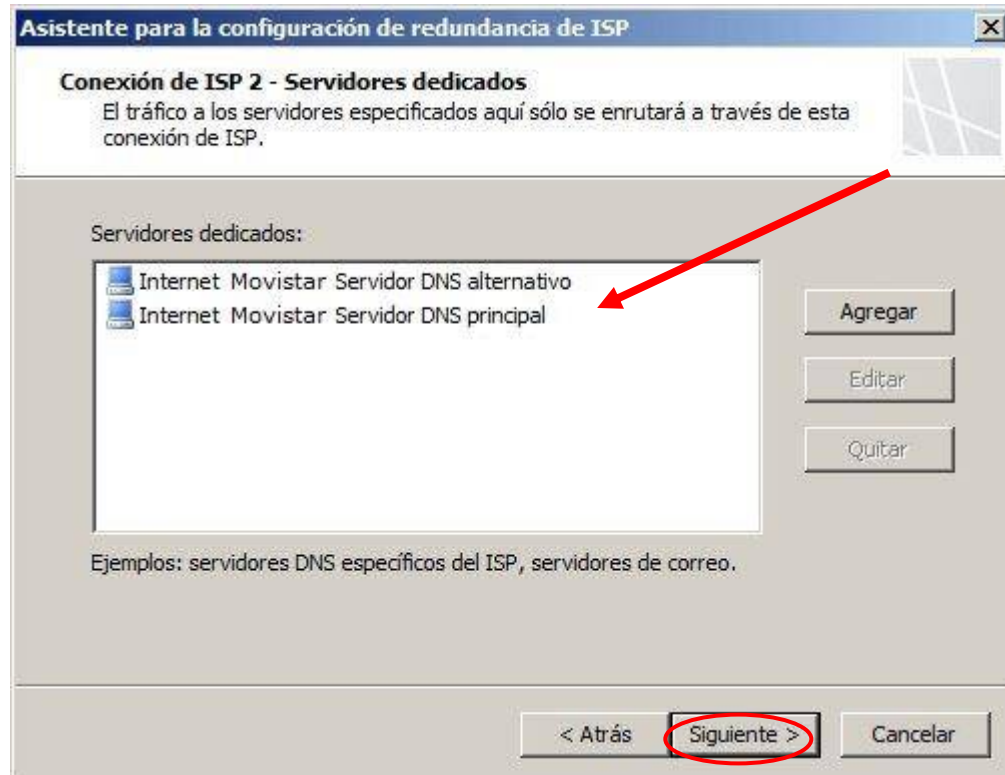 Asistente para la configuración de redundancia de ISP
Conexión de ISP 2 - Servidores dedicados
El tráfico a los servidores especificados aquí sólo se enrutará a través de esta
conexión de ISP.
Servidores dedicados:
Internet Movistar Servidor DNS alternativo
Internet Movistar Servidor DNS principal
Agregar
Editar
Quitar
Ejemplos: servidores DNS específicos del ISP, servidores de correo.
< Atrás
Siguiente >
Cancelar